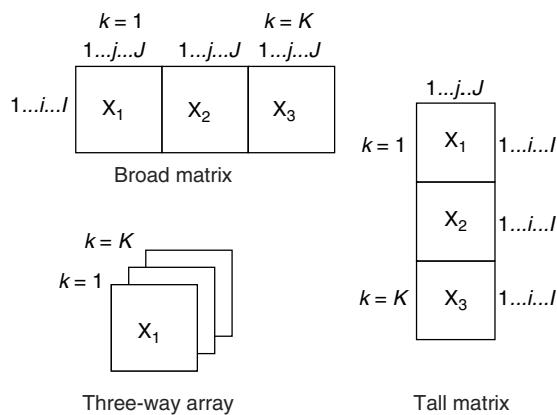 k = 1 k = K
1...j...J 1...j...J 1...j...J
1...i...I X1 X2 X3
Broad matrix
1...j...J
k = 1 X1 1...i...I
X2 1...i...I
k = K X3 1...i...I
Tall matrix
k = K
k = 1
X1
Three-way array